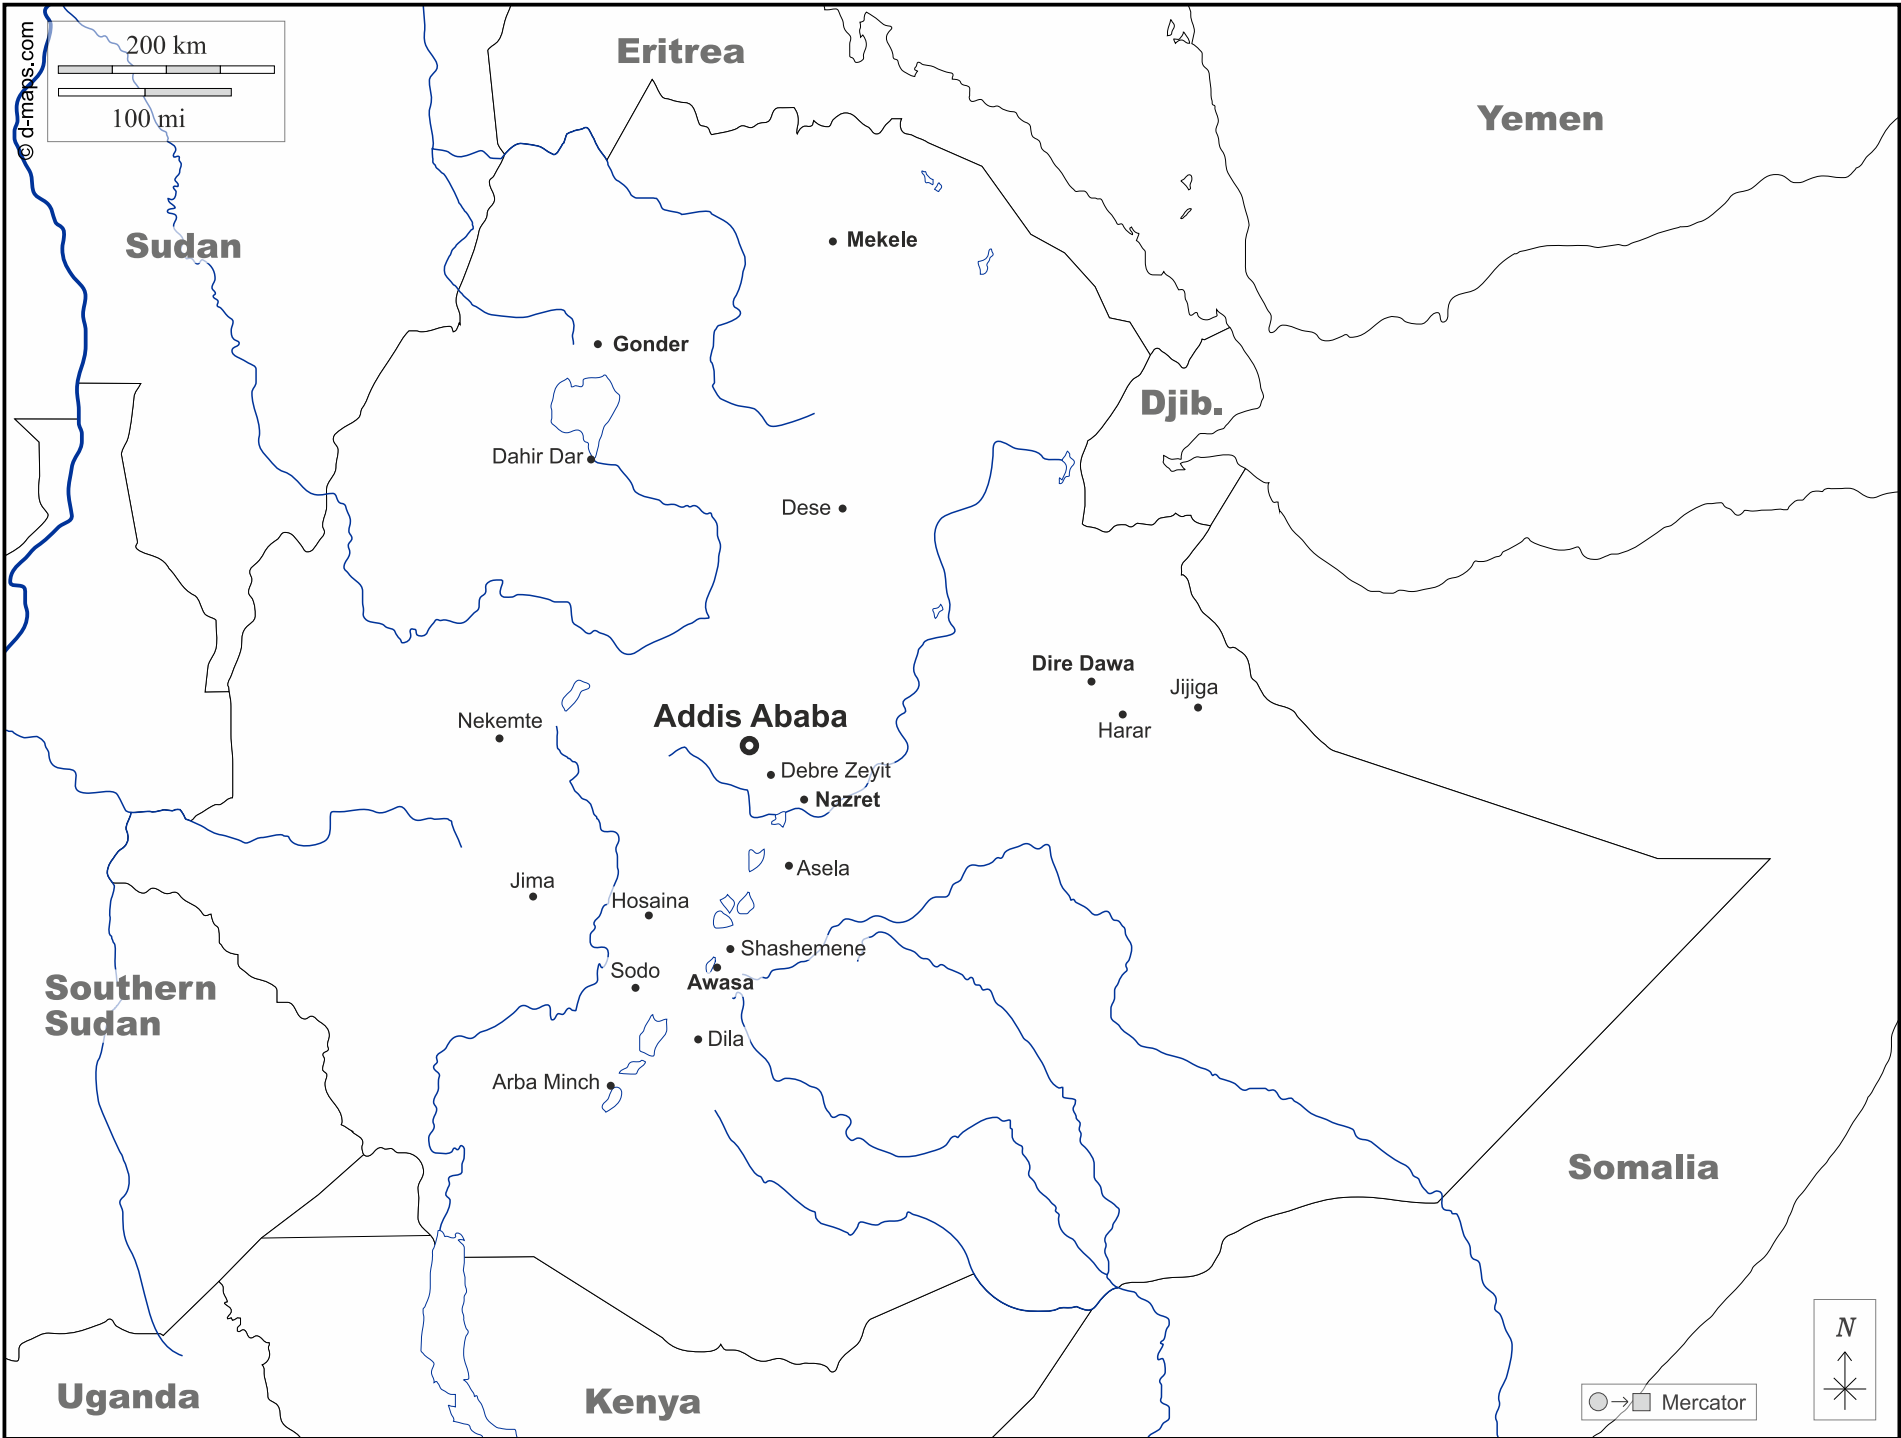 © d-maps.com
200 km
100 mi
Eritrea
Yemen
Sudan
Mekele
Gonder
Djib.
Dahir Dar
Dese
Dire Dawa
Jijiga
Harar
Nekemte
Addis Ababa
Debre Zeyit
Nazret
Asela
Jima
Hosaina
Shashemene
Sodo
Awasa
Southern
Sudan
Dila
Arba Minch
Somalia
Uganda
Kenya
N
Mercator